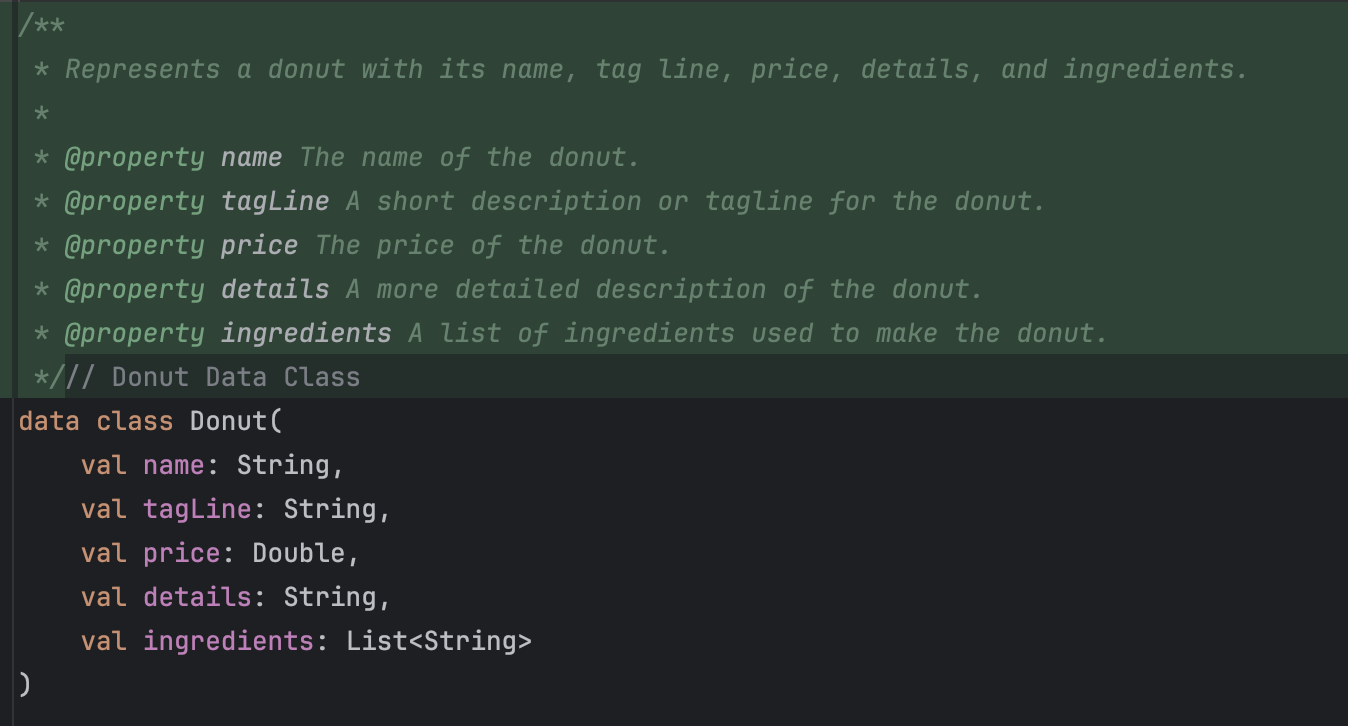 /**
 * Represents a donut with its name, tag line, price, details, and ingredients.
 *
 * @property name The name of the donut.
 * @property tagLine A short description or tagline for the donut.
 * @property price The price of the donut.
 * @property details A more detailed description of the donut.
 * @property ingredients A list of ingredients used to make the donut.
 */// Donut Data Class
data class Donut(
    val name: String,
    val tagLine: String,
    val price: Double,
    val details: String,
    val ingredients: List<String>
)